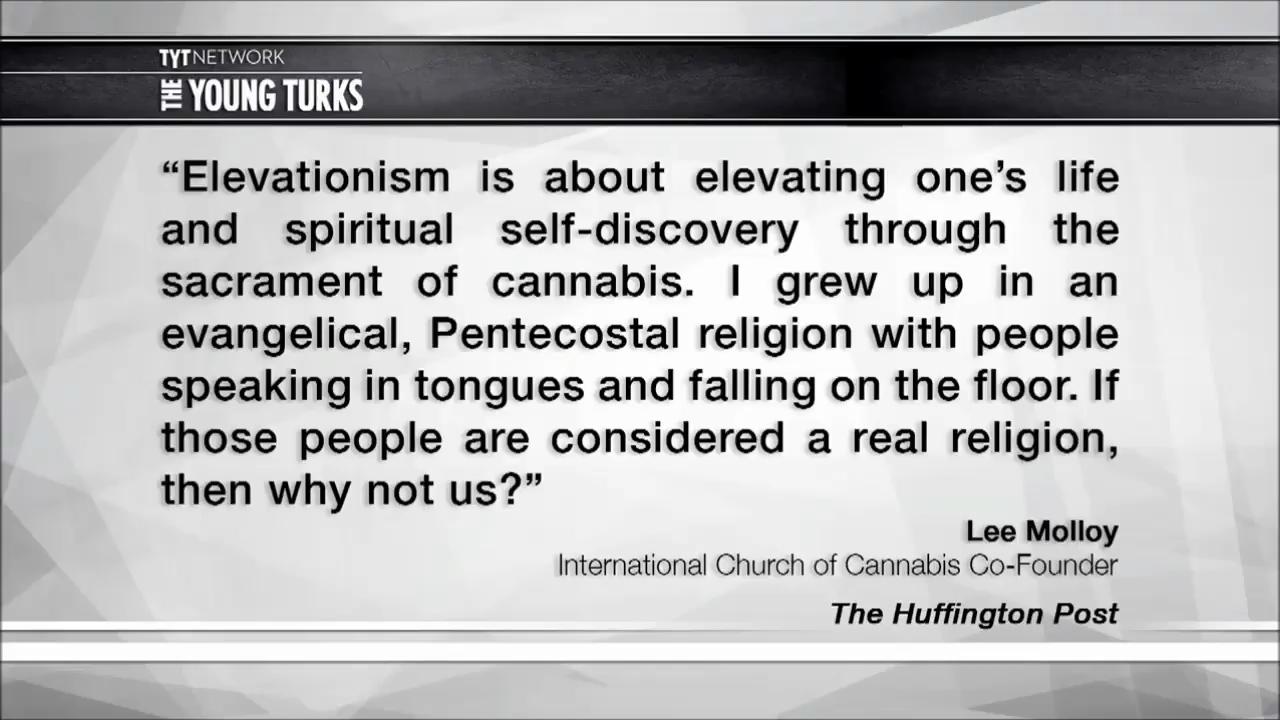 TYT NETWORK
THE YOUNG TURKS
“Elevationism is about elevating one’s life
and spiritual self-discovery through the
sacrament of cannabis. I grew up in an
evangelical, Pentecostal religion with people
speaking in tongues and falling on the floor. If
those people are considered a real religion,
then why not us?”
Lee Molloy
International Church of Cannabis Co-Founder
The Huffington Post